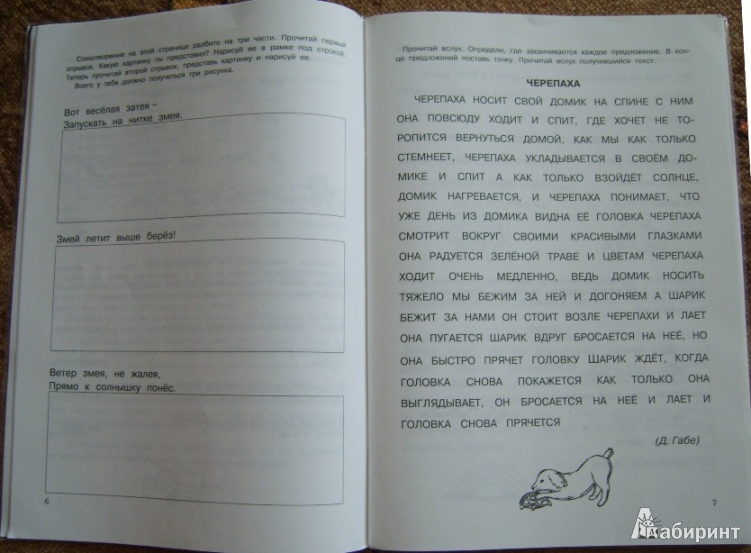 Стихотворение на этой странице разбито на три части. Прочитай первый
отрывок. Какую картинку ты представил? Нарисуй ее в рамке под строкой.
Теперь прочитай второй отрывок, представь картинку и нарисуй ее.
Всего у тебя должно получиться три рисунка.
Вот весёлая затея –
Запускать на нитке змея.
Змей летит выше берёз!
Ветер змея, не жалея,
Прямо к солнышку понёс.
6
Прочитай вслух. Определи, где заканчивается каждое предложение. В кон-
це предложений поставь точку. Прочитай вслух получившийся текст.
ЧЕРЕПАХА
ЧЕРЕПАХА НОСИТ СВОЙ ДОМИК НА СПИНЕ С НИМ
ОНА ПОВСЮДУ ХОДИТ И СПИТ, ГДЕ ХОЧЕТ НЕ ТО-
РОПИТСЯ ВЕРНУТЬСЯ ДОМОЙ, КАК МЫ КАК ТОЛЬКО
СТЕМНЕЕТ, ЧЕРЕПАХА УКЛАДЫВАЕТСЯ В СВОЁМ ДО-
МИКЕ И СПИТ А КАК ТОЛЬКО ВЗОЙДЁТ СОЛНЦЕ,
ДОМИК НАГРЕВАЕТСЯ, И ЧЕРЕПАХА ПОНИМАЕТ, ЧТО
УЖЕ ДЕНЬ ИЗ ДОМИКА ВИДНА ЕЁ ГОЛОВКА ЧЕРЕПАХА
СМОТРИТ ВОКРУГ СВОИМИ КРАСИВЫМИ ГЛАЗКАМИ
ОНА РАДУЕТСЯ ЗЕЛЁНОЙ ТРАВЕ И ЦВЕТАМ ЧЕРЕПАХА
ХОДИТ ОЧЕНЬ МЕДЛЕННО, ВЕДЬ ДОМИК НОСИТЬ
ТЯЖЕЛО МЫ БЕЖИМ ЗА НЕЙ И ДОГОНЯЕМ А ШАРИК
БЕЖИТ ЗА НАМИ ОН СТОИТ ВОЗЛЕ ЧЕРЕПАХИ И ЛАЕТ
ОНА ПУГАЕТСЯ ШАРИК ВДРУГ БРОСАЕТСЯ НА НЕЁ, НО
ОНА БЫСТРО ПРЯЧЕТ ГОЛОВКУ ШАРИК ЖДЁТ, КОГДА
ГОЛОВКА СНОВА ПОКАЖЕТСЯ КАК ТОЛЬКО ОНА
ВЫГЛЯДЫВАЕТ, ОН БРОСАЕТСЯ НА НЕЁ И ЛАЕТ И
ГОЛОВКА СНОВА ПРЯЧЕТСЯ
(Д. Габе)
7
Лабиринт